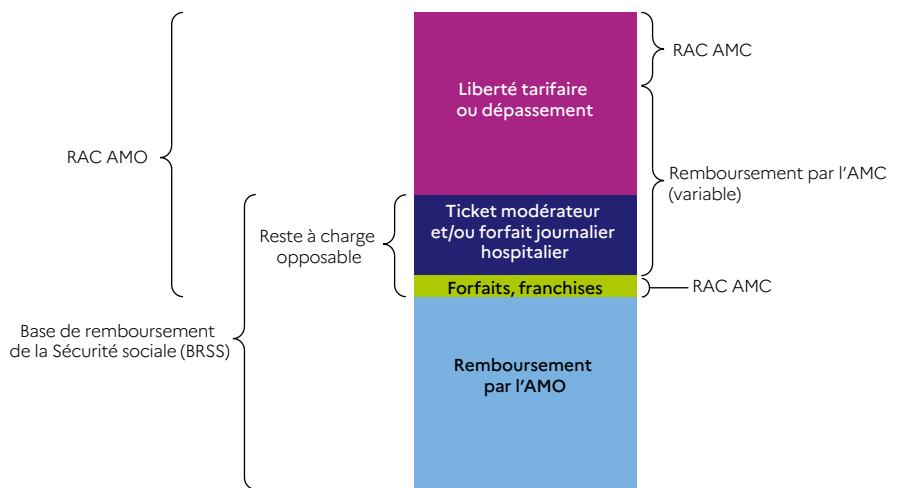 RAC AMC
Liberté tarifaire
ou dépassement
RAC AMO
Remboursement par l'AMC
(variable)
Ticket modérateur
et/ou forfait journalier
hospitalier
Reste à charge
opposable
Forfaits, franchises
RAC AMC
Base de remboursement
de la Sécurité sociale (BRSS)
Remboursement
par l'AMO